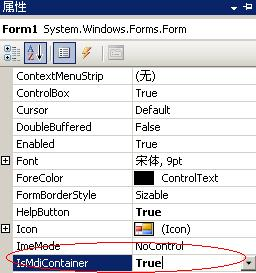 属性
Form1 System.Windows.Forms.Form
ContextMenuStrip (无)
ControlBox True
Cursor Default
DoubleBuffered False
Enabled True
Font 宋体, 9pt
ForeColor ControlText
FormBorderStyle Sizable
HelpButton True
Icon (Icon)
ImeMode NoControl
IsMdiContainer True